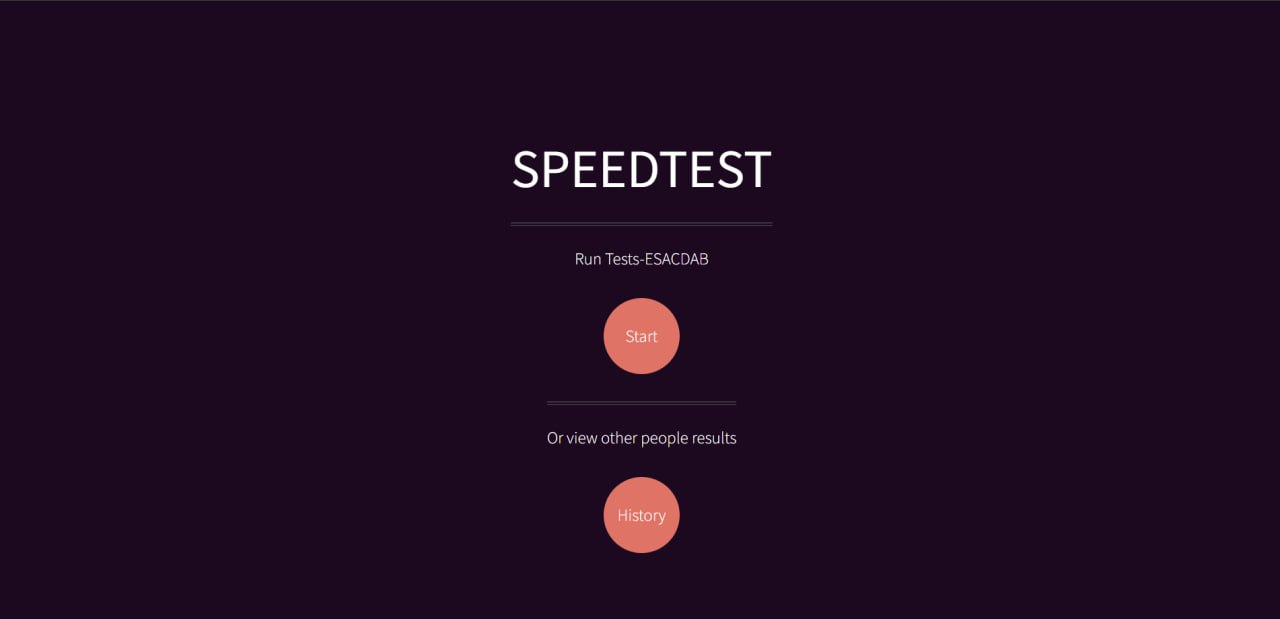 SPEEDTEST
Run Tests-ESACDAB
Start
Or view other people results
History